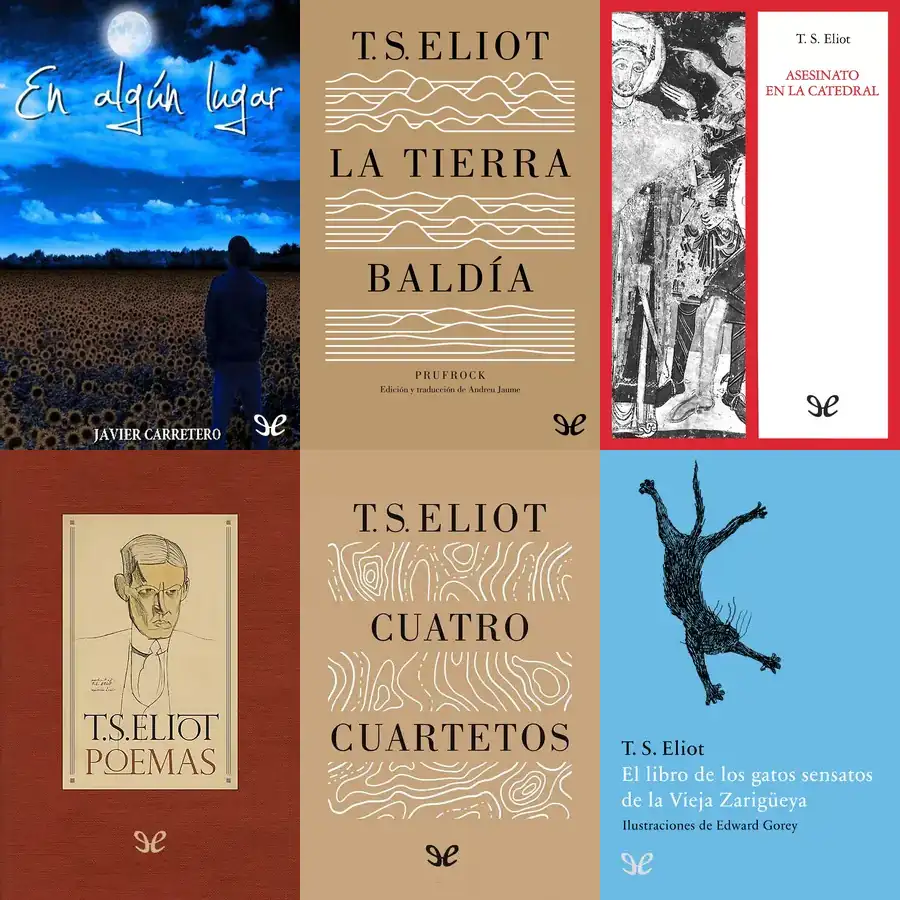 En algún lugar
JAVIER CARRETERO
T.S. ELIOT
LA TIERRA
BALDÍA
PRUFROCK
Edición y traducción de Andreu Jaume
T. S. Eliot
ASESINATO
EN LA CATEDRAL
T.S. ELIOT
POEMAS
T.S. ELIOT
CUATRO
CUARTETOS
T. S. Eliot
El libro de los gatos sensatos
de la Vieja Zarigüeya
Ilustraciones de Edward Gorey